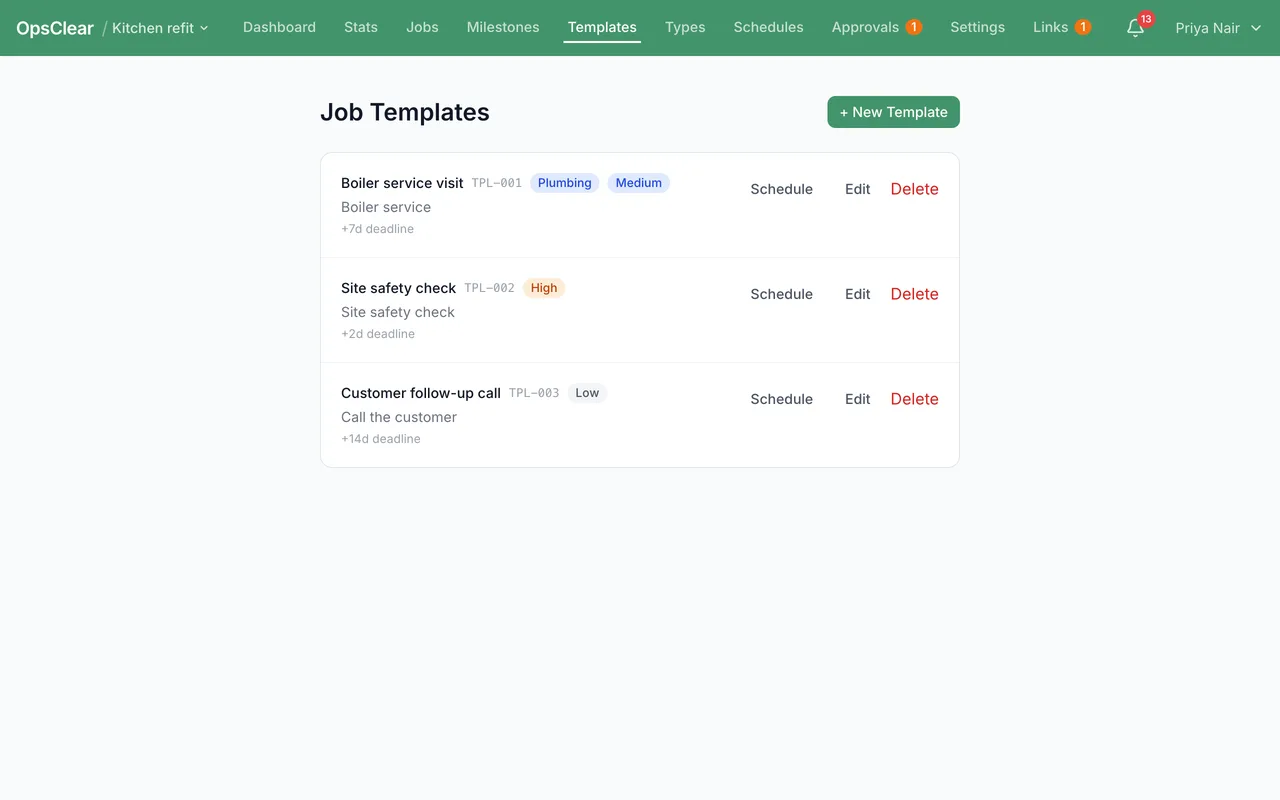 OpsClear / Kitchen refit Dashboard Stats Jobs Milestones Templates Types Schedules Approvals 1 Settings Links 1 13 Priya Nair
Job Templates + New Template
Boiler service visit TPL-001 Plumbing Medium Schedule Edit Delete
Boiler service
+7d deadline
Site safety check TPL-002 High Schedule Edit Delete
Site safety check
+2d deadline
Customer follow-up call TPL-003 Low Schedule Edit Delete
Call the customer
+14d deadline